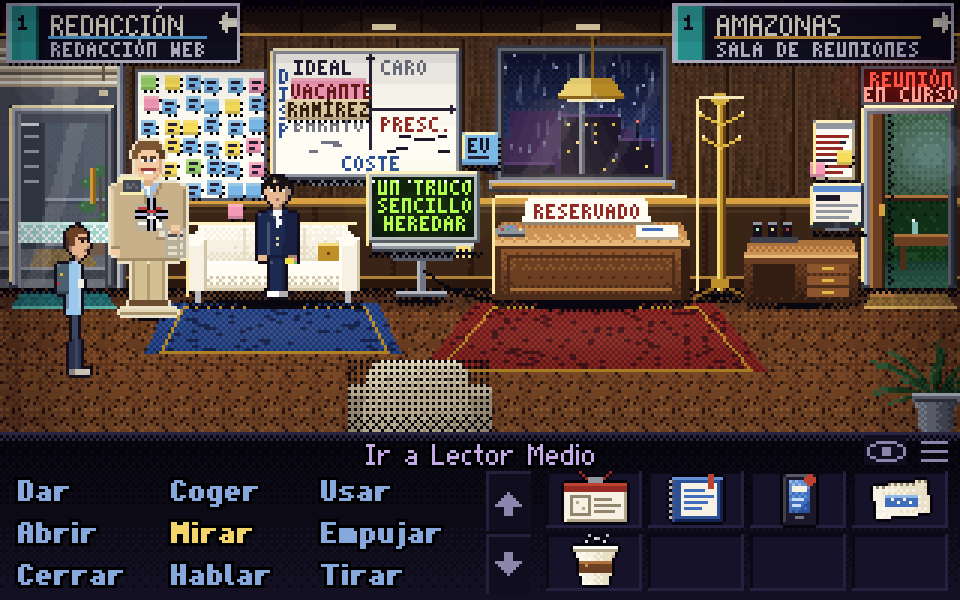 1 REDACCIÓN
REDACCIÓN WEB
1 AMAZONAS
SALA DE REUNIONES
REUNIÓN
EN CURSO
IDEAL
CARO
VACANTE
RAMÍREZ
PRESC.
COSTE
EV
UN TRUCO
SENCILLO
HEREDAR
RESERVADO
Ir a Lector Medio
Dar
Coger
Usar
Abrir
Mirar
Empujar
Cerrar
Hablar
Tirar